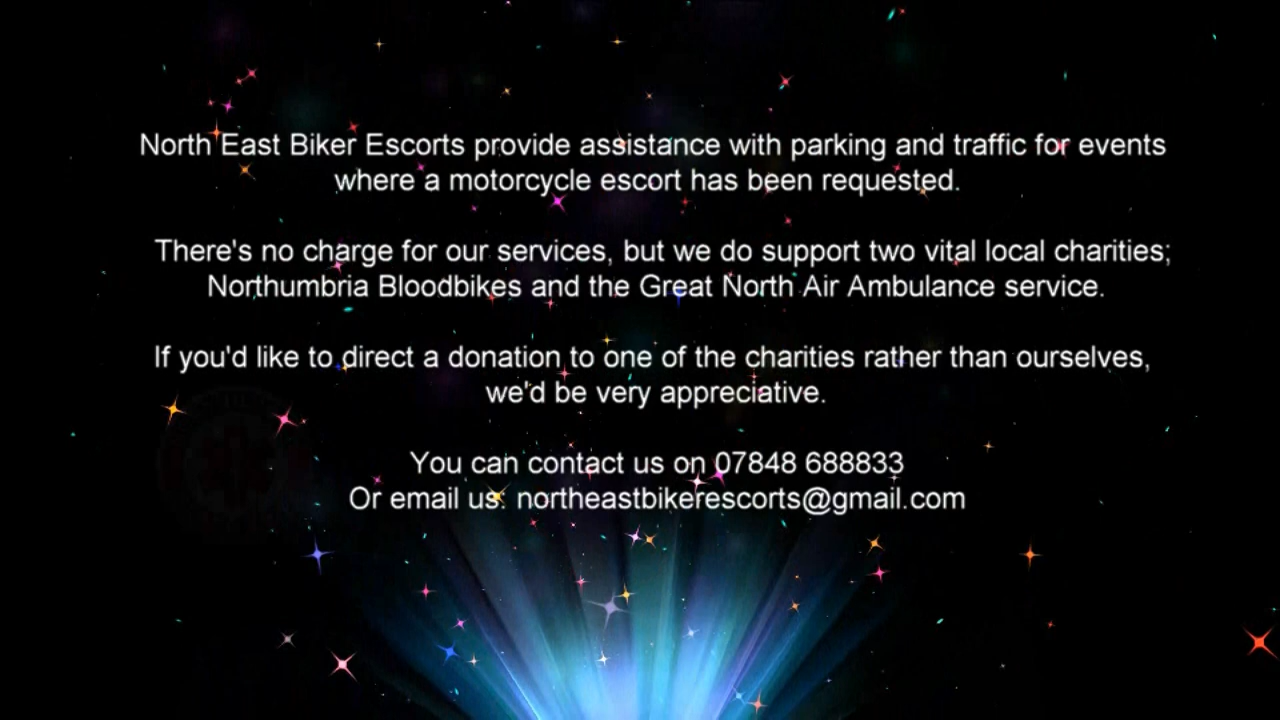 North East Biker Escorts provide assistance with parking and traffic for events
where a motorcycle escort has been requested.
There's no charge for our services, but we do support two vital local charities;
Northumbria Bloodbikes and the Great North Air Ambulance service.
If you'd like to direct a donation to one of the charities rather than ourselves,
we'd be very appreciative.
You can contact us on 07848 688833
Or email us: northeastbikerescorts@gmail.com